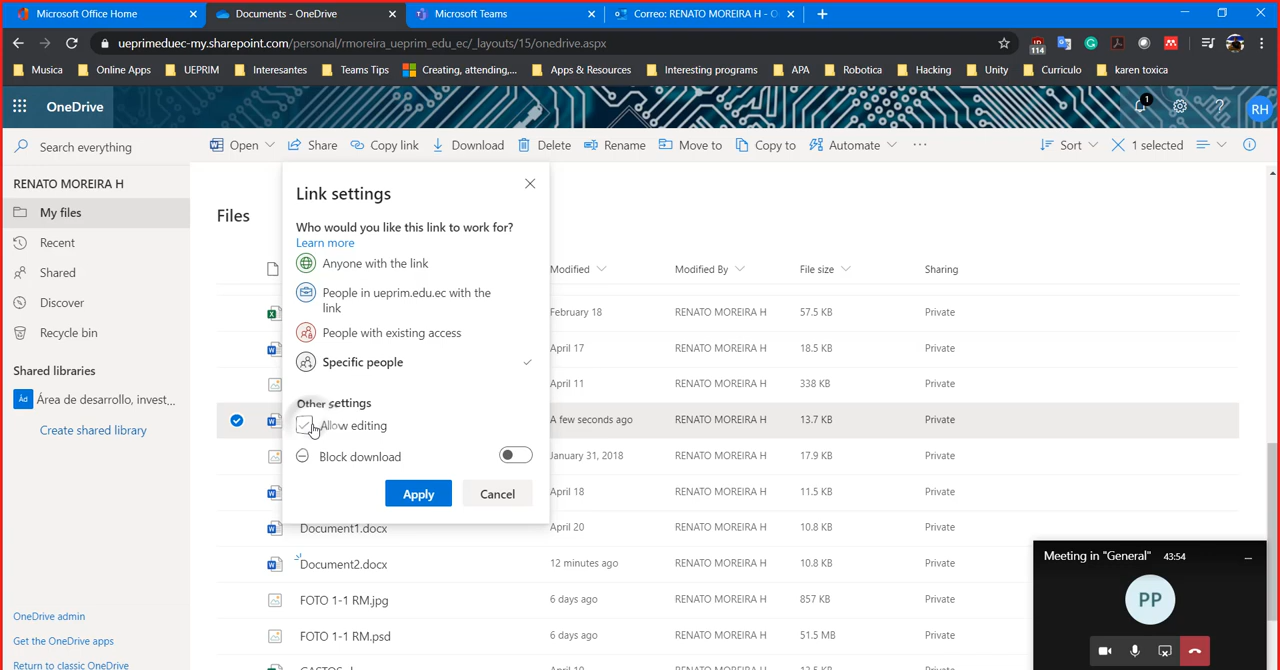 Microsoft Office Home
Documents - OneDrive
Microsoft Teams
Correo: RENATO MOREIRA H - O
ueprimeduec-my.sharepoint.com/personal/rmoreira_ueprim_edu_ec/_layouts/15/onedrive.aspx
114
Musica
Online Apps
UEPRIM
Interesantes
Teams Tips
Creating, attending,...
Apps & Resources
Interesting programs
APA
Robotica
Hacking
Unity
Curriculo
karen toxica
OneDrive
1
?
RH
Search everything
Open
Share
Copy link
Download
Delete
Rename
Move to
Copy to
Automate
...
Sort
1 selected
RENATO MOREIRA H
My files
Recent
Shared
Discover
Recycle bin
Shared libraries
Ad
Área de desarrollo, invest...
Create shared library
OneDrive admin
Get the OneDrive apps
Return to classic OneDrive
Files
Link settings
Who would you like this link to work for?
Learn more
Anyone with the link
People in ueprim.edu.ec with the
link
People with existing access
Specific people
Other settings
Allow editing
Block download
Apply
Cancel
Modified
Modified By
File size
Sharing
February 18
RENATO MOREIRA H
57.5 KB
Private
April 17
RENATO MOREIRA H
18.5 KB
Private
April 11
RENATO MOREIRA H
338 KB
Private
A few seconds ago
RENATO MOREIRA H
13.7 KB
Private
January 31, 2018
RENATO MOREIRA H
17.9 KB
Private
April 18
RENATO MOREIRA H
11.5 KB
Private
Document1.docx
April 20
RENATO MOREIRA H
10.8 KB
Private
Document2.docx
12 minutes ago
RENATO MOREIRA H
10.8 KB
Private
FOTO 1-1 RM.jpg
6 days ago
RENATO MOREIRA H
857 KB
Private
FOTO 1-1 RM.psd
6 days ago
RENATO MOREIRA H
51.5 MB
Private
Meeting in "General"
43:54
PP